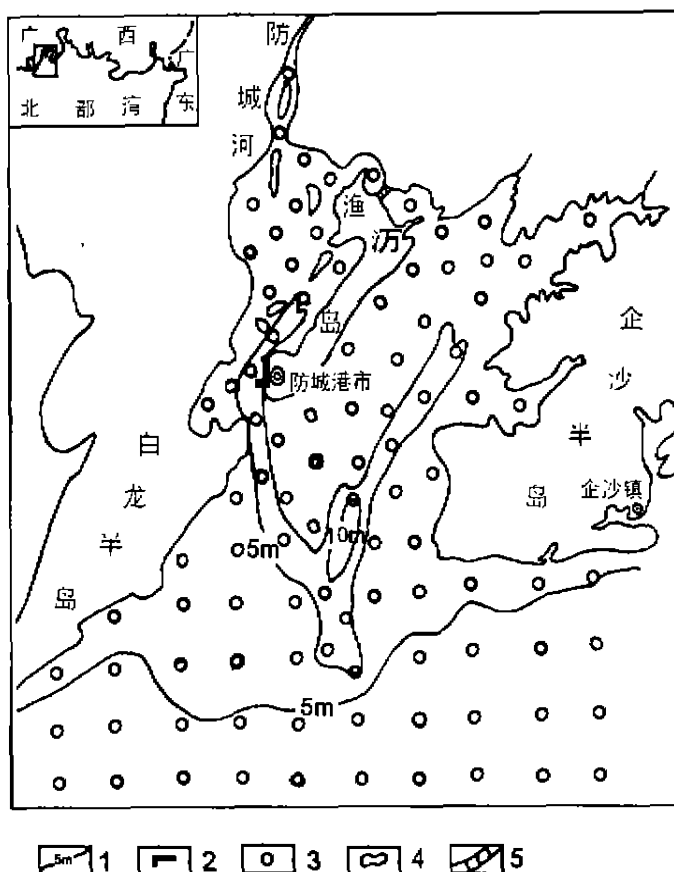 广 西
广
北 部 湾 东
防城河
渔𣲘岛
防城港市
企沙半岛
企沙镇
白龙半岛
10m
5m
5m
5m 1 2 3 4 5